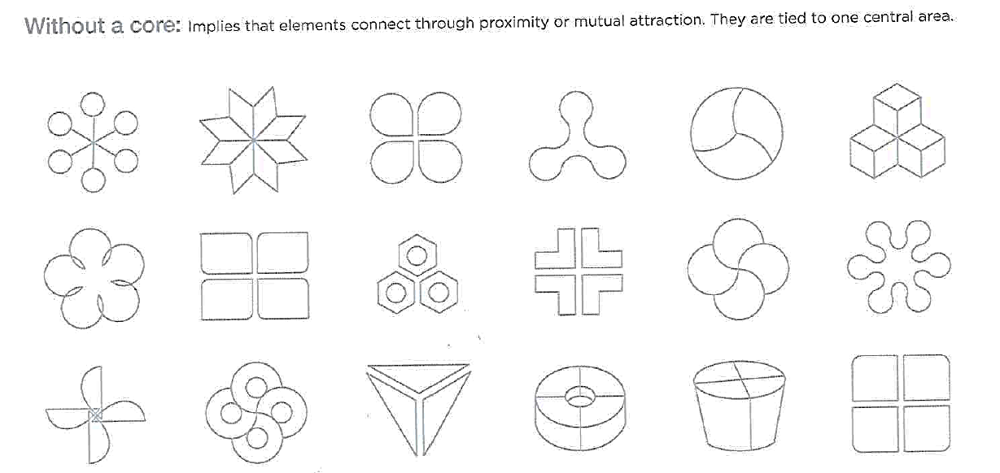 Without a core: Implies that elements connect through proximity or mutual attraction. They are tied to one central area.